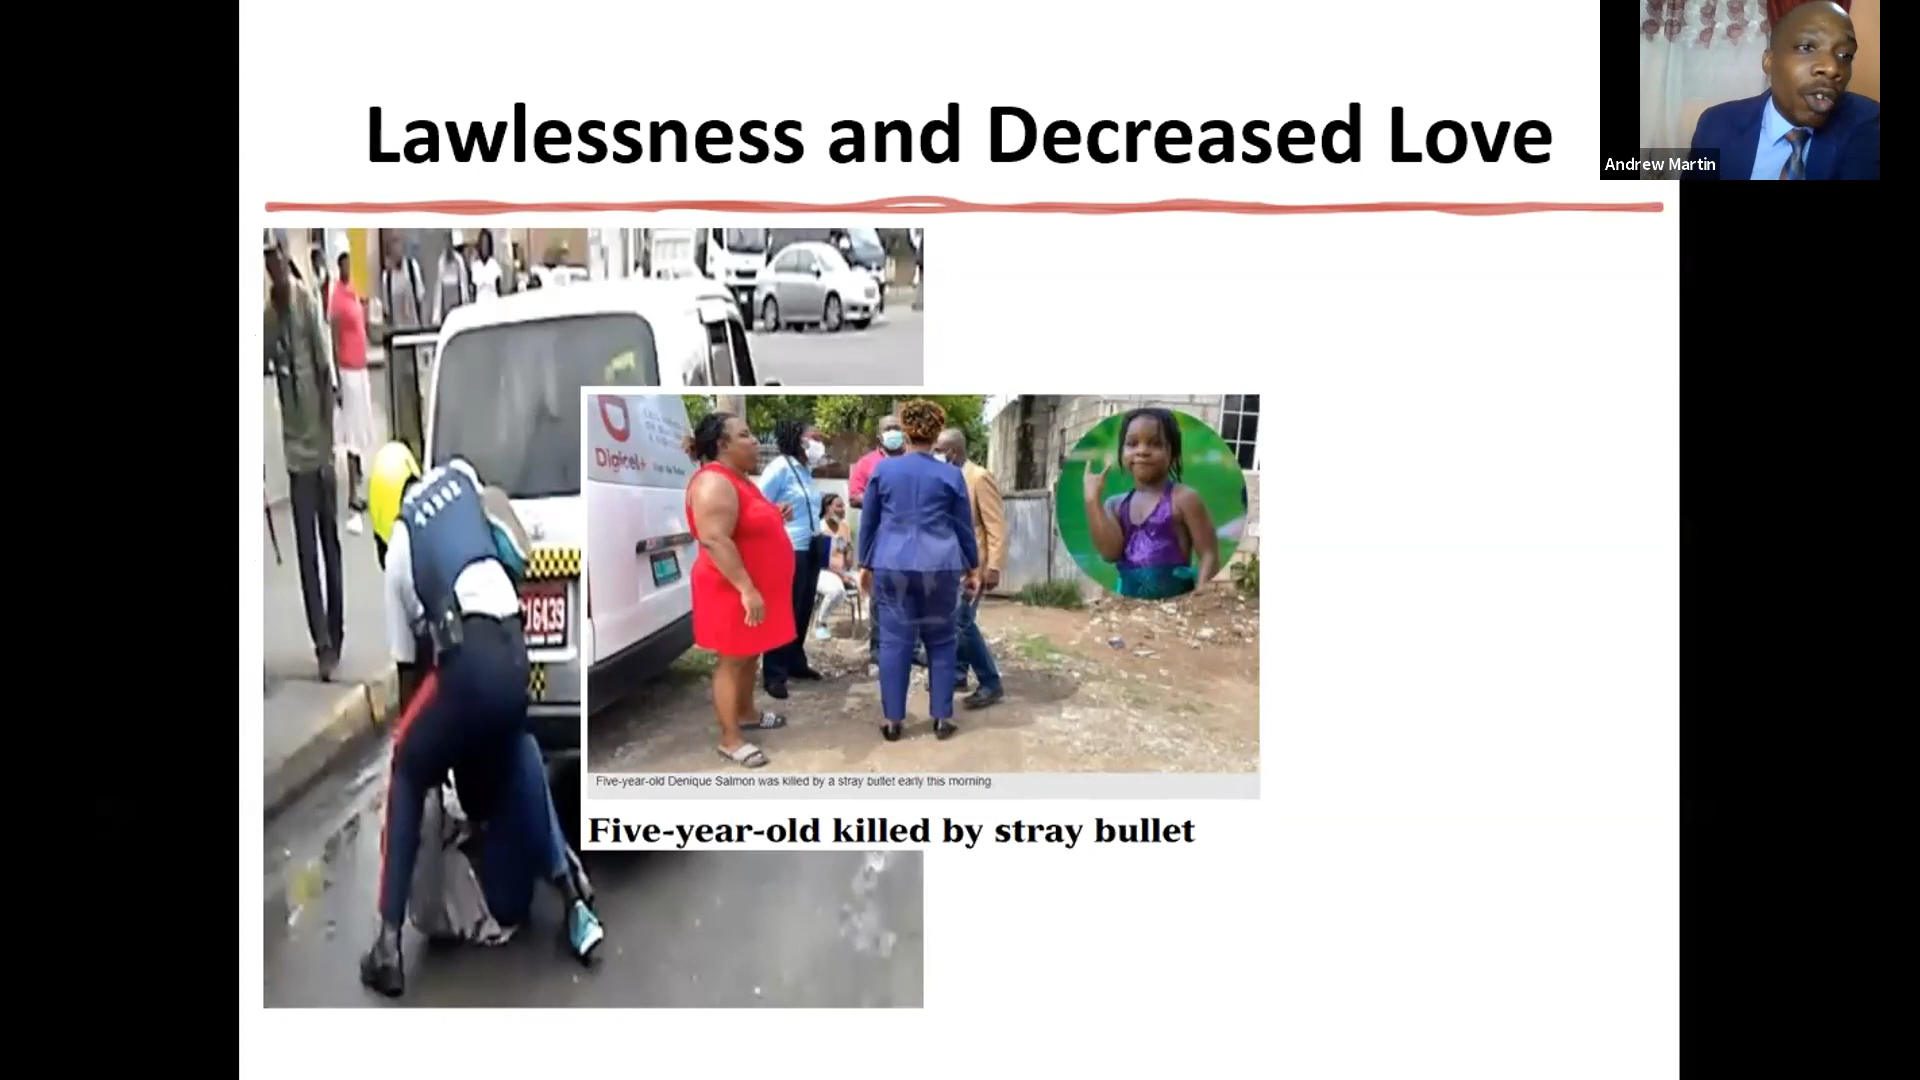 Lawlessness and Decreased Love
Andrew Martin
Digicel+
16439
Five-year-old Denique Salmon was killed by a stray bullet early this morning
Five-year-old killed by stray bullet